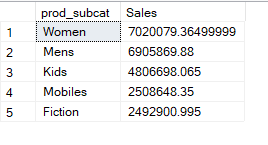 prod_subcat Sales
1 Women 7020079.36499999
2 Mens 6905869.88
3 Kids 4806698.065
4 Mobiles 2508648.35
5 Fiction 2492900.995